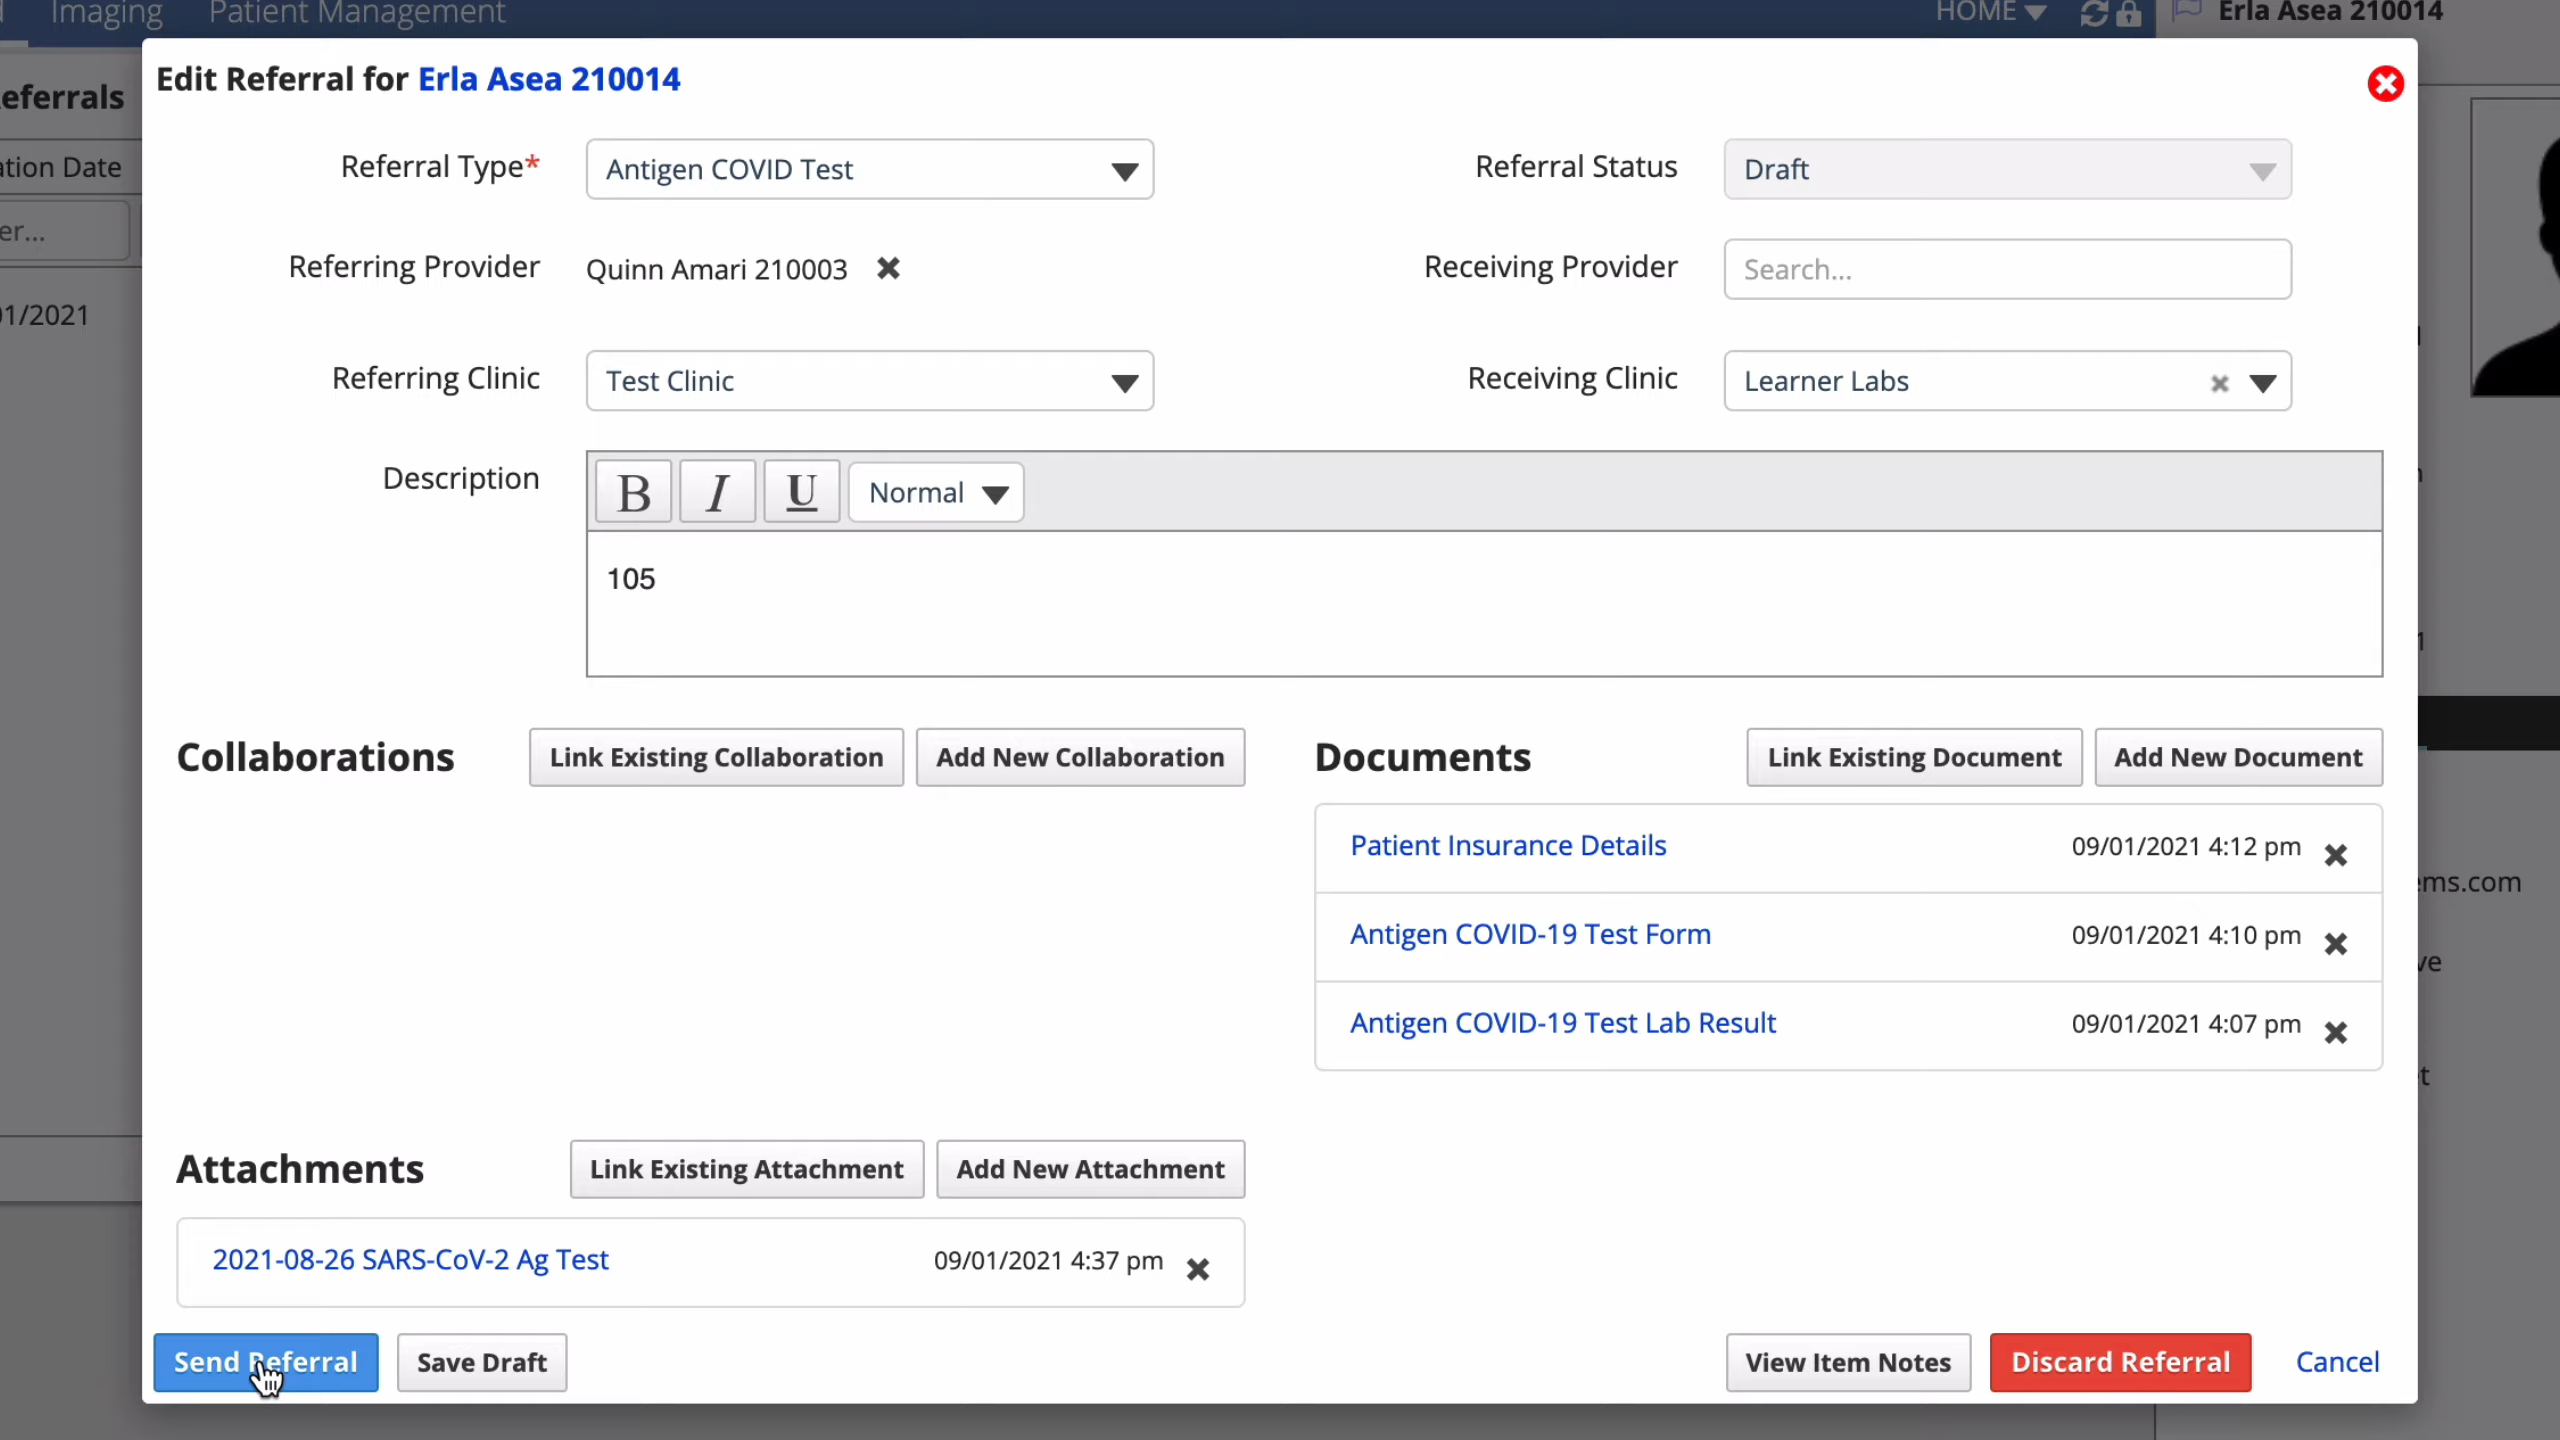 Imaging Patient Management HOME Erla Asea 210014
Edit Referral for Erla Asea 210014
eferrals
Referral Type* Antigen COVID Test Referral Status Draft
ation Date
er...
Referring Provider Quinn Amari 210003 Receiving Provider Search...
01/2021
Referring Clinic Test Clinic Receiving Clinic Learner Labs
Description B I U Normal
105
Collaborations Link Existing Collaboration Add New Collaboration Documents Link Existing Document Add New Document
Patient Insurance Details 09/01/2021 4:12 pm
ems.com
Antigen COVID-19 Test Form 09/01/2021 4:10 pm
ve
Antigen COVID-19 Test Lab Result 09/01/2021 4:07 pm
et
Attachments Link Existing Attachment Add New Attachment
2021-08-26 SARS-CoV-2 Ag Test 09/01/2021 4:37 pm
Send Referral Save Draft View Item Notes Discard Referral Cancel